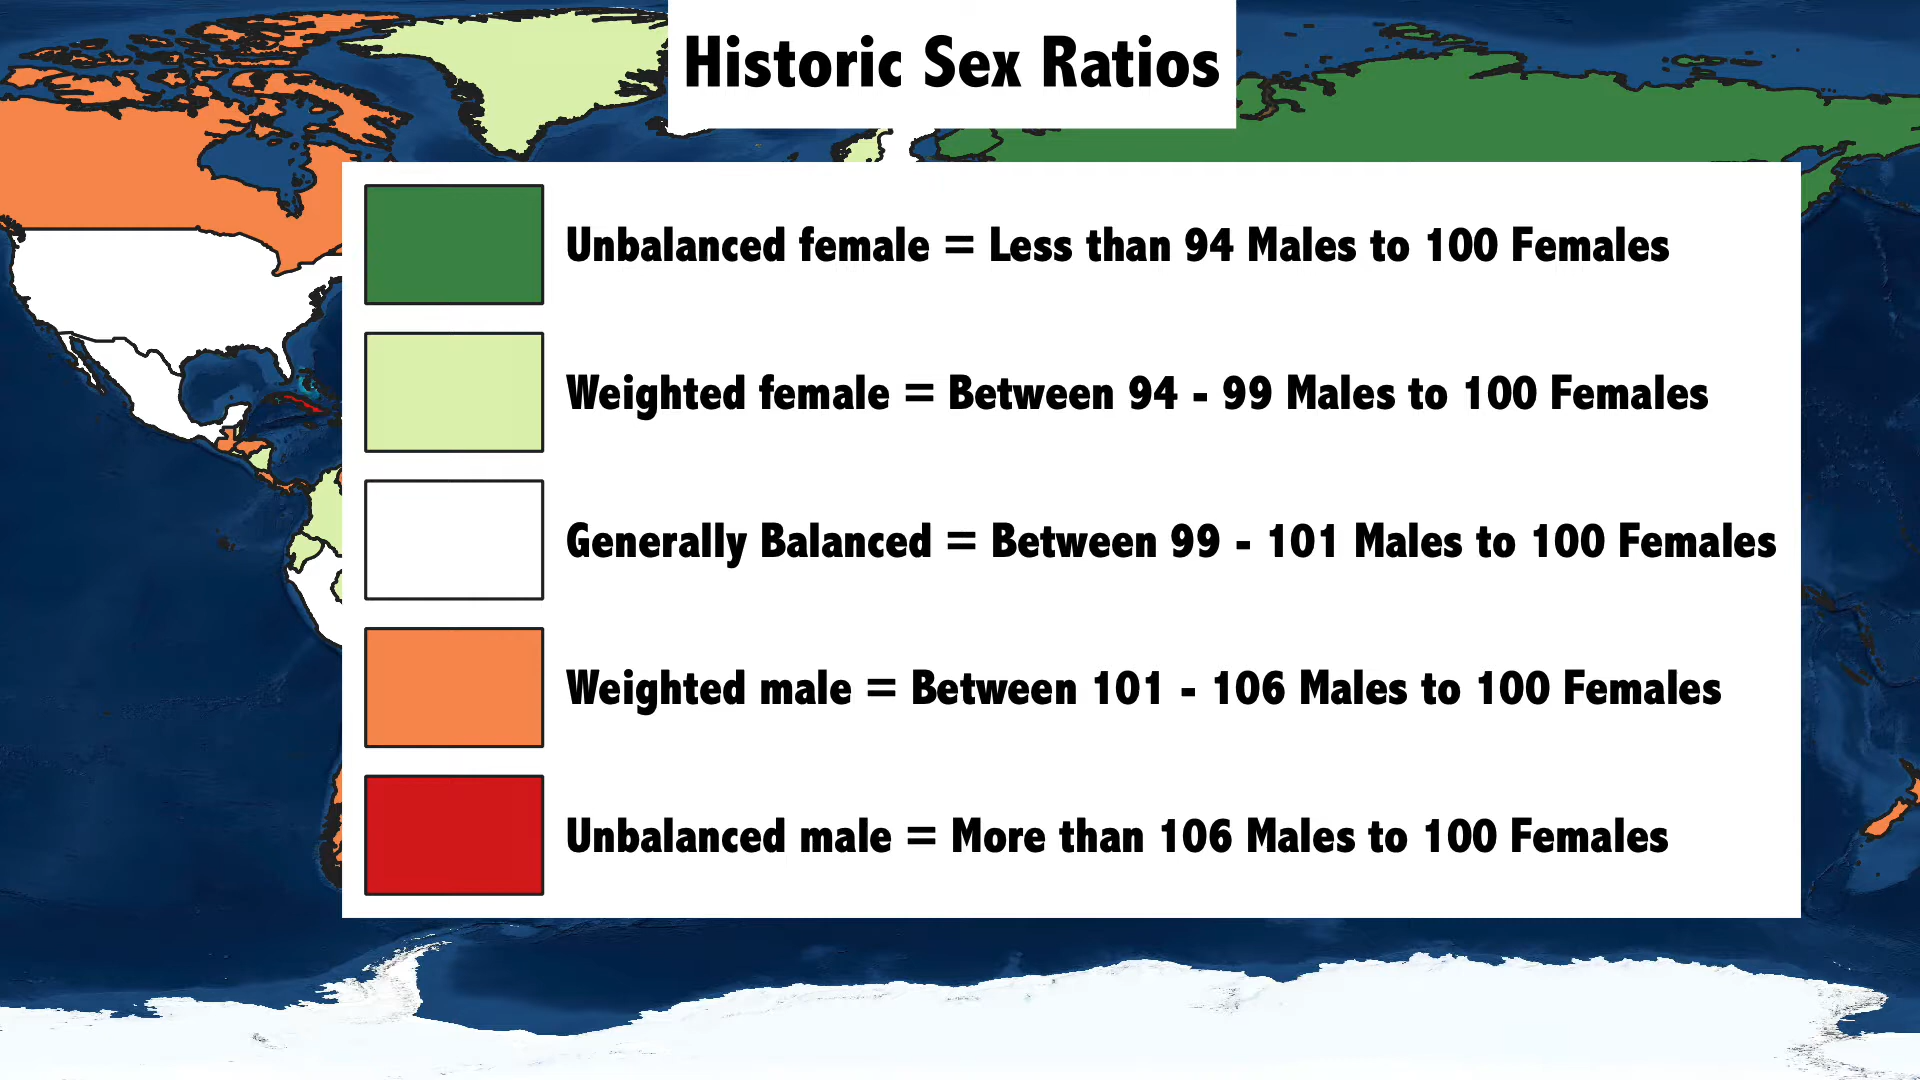 Historic Sex Ratios
Unbalanced female = Less than 94 Males to 100 Females
Weighted female = Between 94 - 99 Males to 100 Females
Generally Balanced = Between 99 - 101 Males to 100 Females
Weighted male = Between 101 - 106 Males to 100 Females
Unbalanced male = More than 106 Males to 100 Females